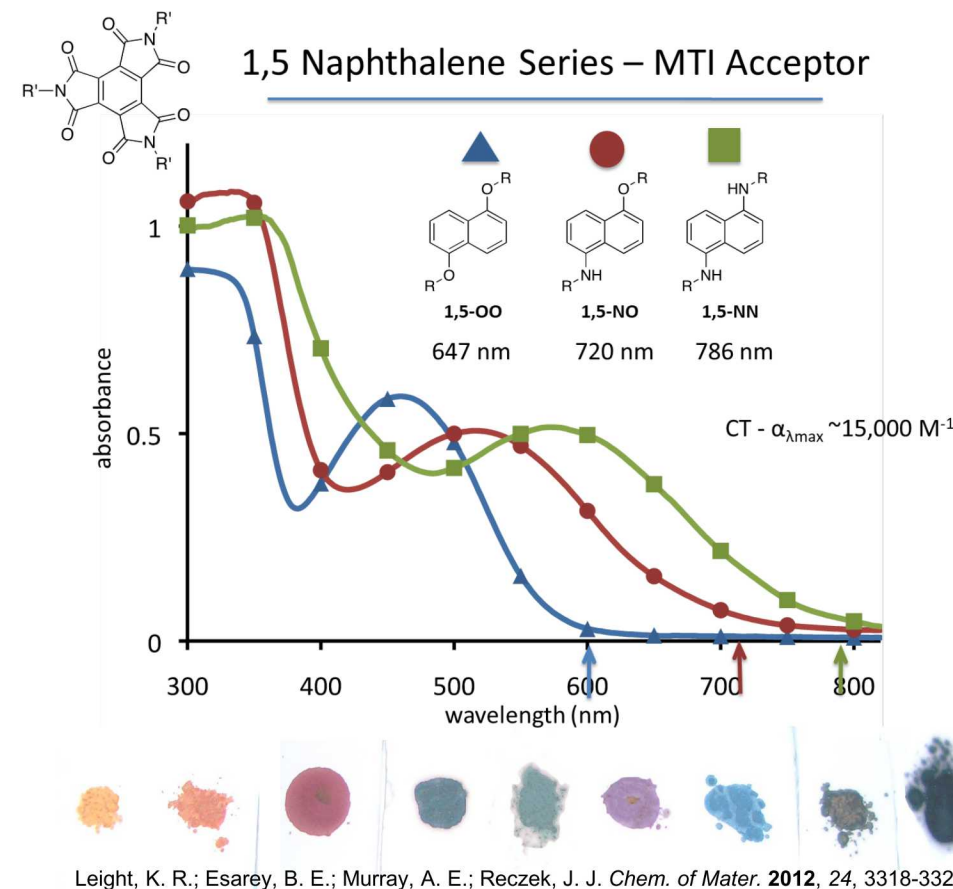 1,5 Naphthalene Series – MTI Acceptor
R'
O
N
O
O
O
R'
N
O
O
N
R'
O
R
O
R
1,5-OO
647 nm
O
R
NH
R
1,5-NO
720 nm
HN
R
NH
R
1,5-NN
786 nm
CT - αλmax ~15,000 M-1
absorbance
1
0.5
0
300 400 500 600 700 800
wavelength (nm)
Leight, K. R.; Esarey, B. E.; Murray, A. E.; Reczek, J. J. Chem. of Mater. 2012, 24, 3318-332